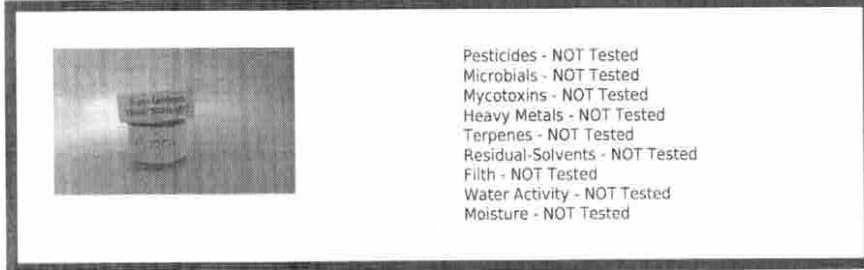 Pesticides - NOT Tested
Microbials - NOT Tested
Mycotoxins - NOT Tested
Heavy Metals - NOT Tested
Terpenes - NOT Tested
Residual-Solvents - NOT Tested
Filth - NOT Tested
Water Activity - NOT Tested
Moisture - NOT Tested